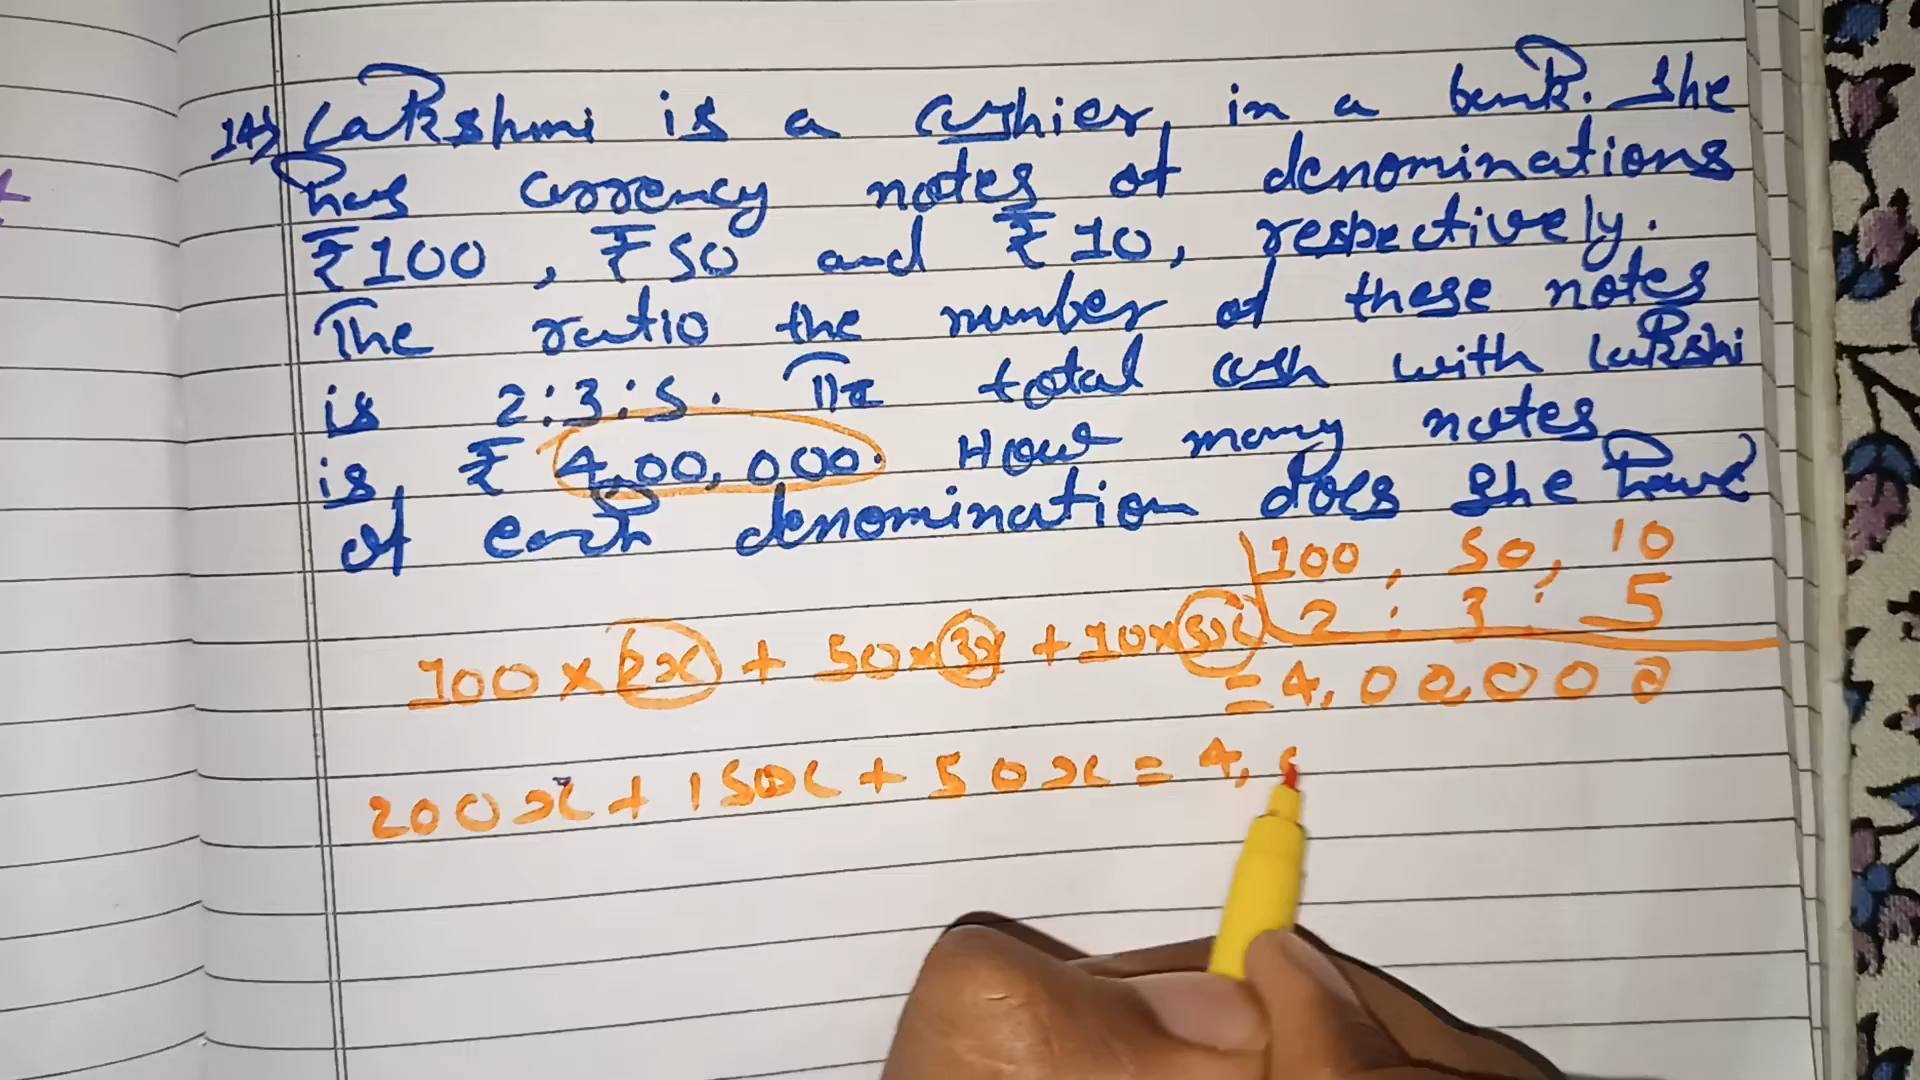 14) Lakshmi is a cashier, in a bank. She
has currency notes of denominations
₹100, ₹50 and ₹10, respectively.
The ratio the number of these notes
is 2:3:5. The total cash with Lakshi
is, ₹ 4,00,000. How many notes
of each denomination does she have
100, 50, 10
2 : 3 : 5
100 × 2x + 50 × 3x + 10 × 5x
= 4,00,000
200x + 150x + 50x = 4,